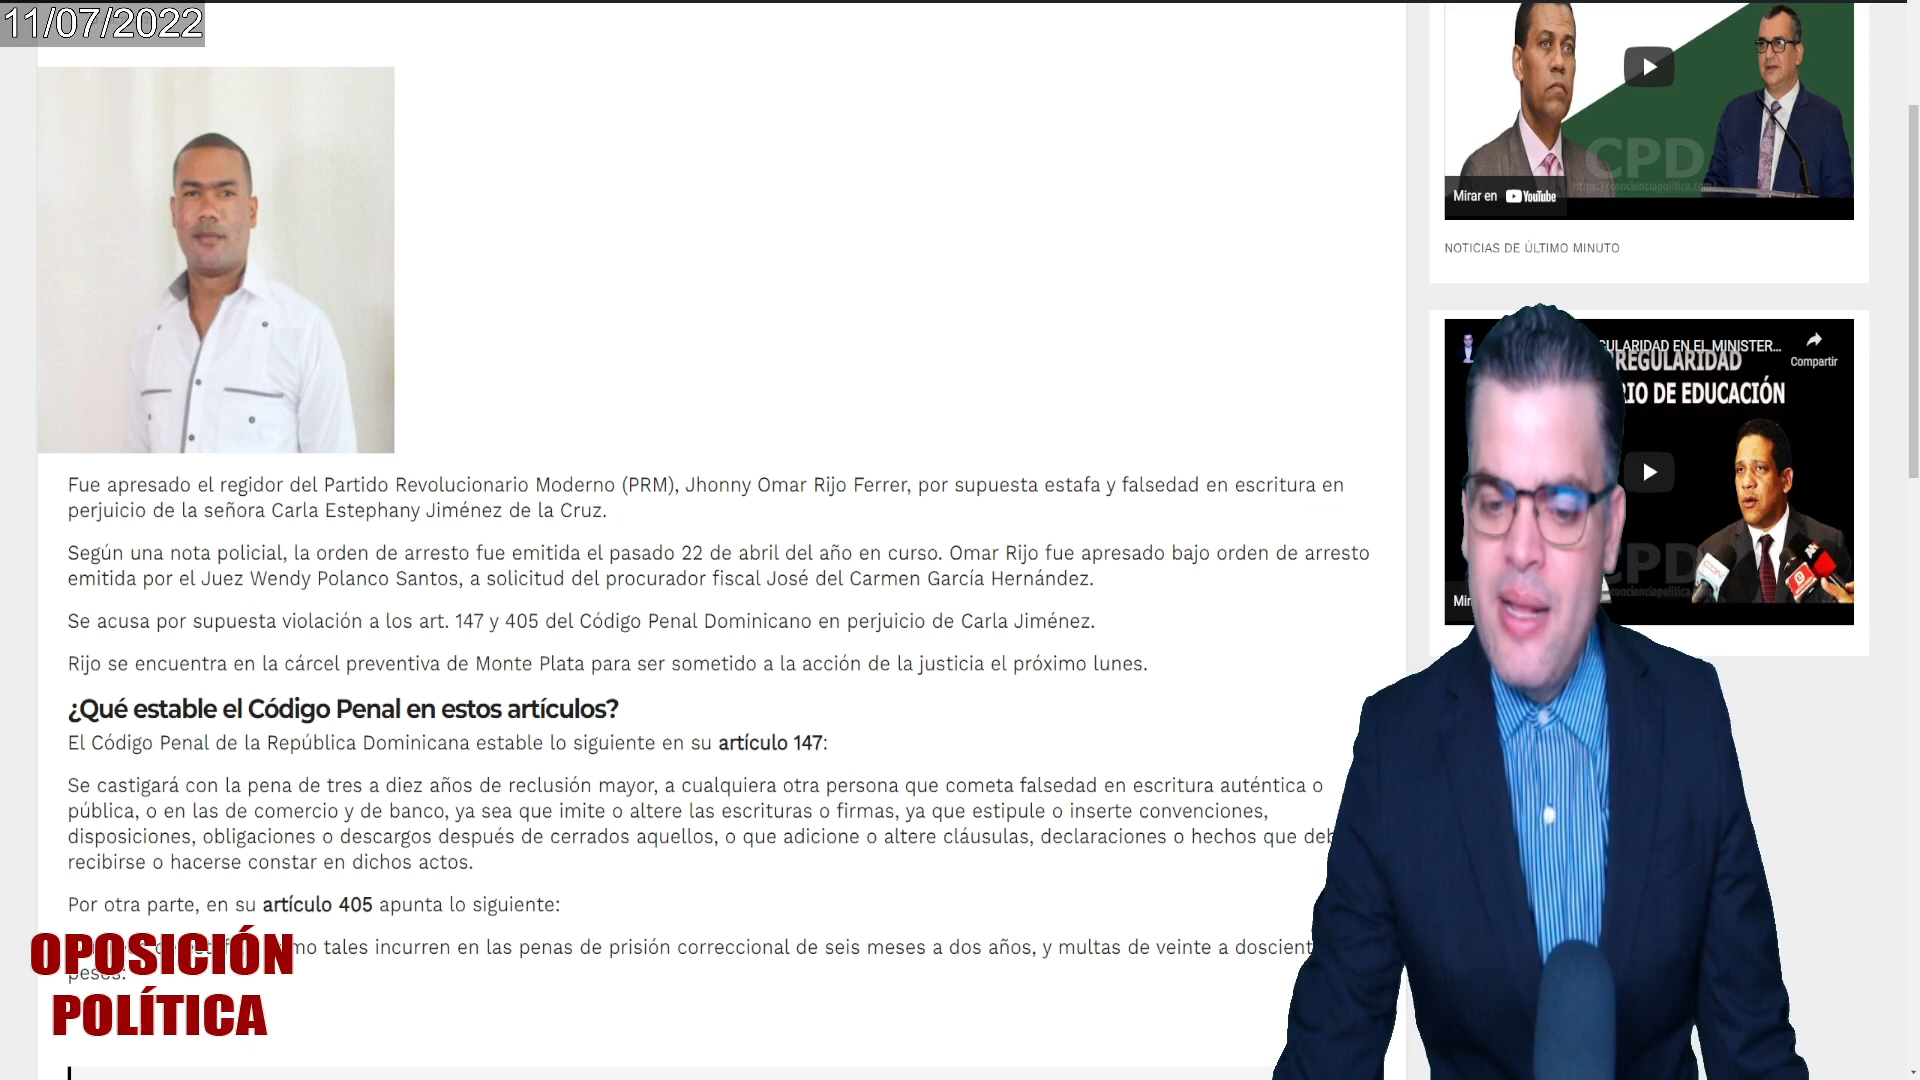 11/07/2022
CPD
Mirar en YouTube
NOTICIAS DE ÚLTIMO MINUTO
GULARIDAD EN EL MINISTER...
Compartir
REGULARIDAD
RIO DE EDUCACIÓN
Fue apresado el regidor del Partido Revolucionario Moderno (PRM), Jhonny Omar Rijo Ferrer, por supuesta estafa y falsedad en escritura en
perjuicio de la señora Carla Estephany Jiménez de la Cruz.
Según una nota policial, la orden de arresto fue emitida el pasado 22 de abril del año en curso. Omar Rijo fue apresado bajo orden de arresto
emitida por el Juez Wendy Polanco Santos, a solicitud del procurador fiscal José del Carmen García Hernández.
Se acusa por supuesta violación a los art. 147 y 405 del Código Penal Dominicano en perjuicio de Carla Jiménez.
Rijo se encuentra en la cárcel preventiva de Monte Plata para ser sometido a la acción de la justicia el próximo lunes.
¿Qué estable el Código Penal en estos artículos?
El Código Penal de la República Dominicana estable lo siguiente en su artículo 147:
Se castigará con la pena de tres a diez años de reclusión mayor, a cualquiera otra persona que cometa falsedad en escritura auténtica o
pública, o en las de comercio y de banco, ya sea que imite o altere las escrituras o firmas, ya que estipule o inserte convenciones,
disposiciones, obligaciones o descargos después de cerrados aquellos, o que adicione o altere cláusulas, declaraciones o hechos que deb
recibirse o hacerse constar en dichos actos.
Por otra parte, en su artículo 405 apunta lo siguiente:
mo tales incurren en las penas de prisión correccional de seis meses a dos años, y multas de veinte a doscient
pesos:
OPOSICIÓN
POLÍTICA